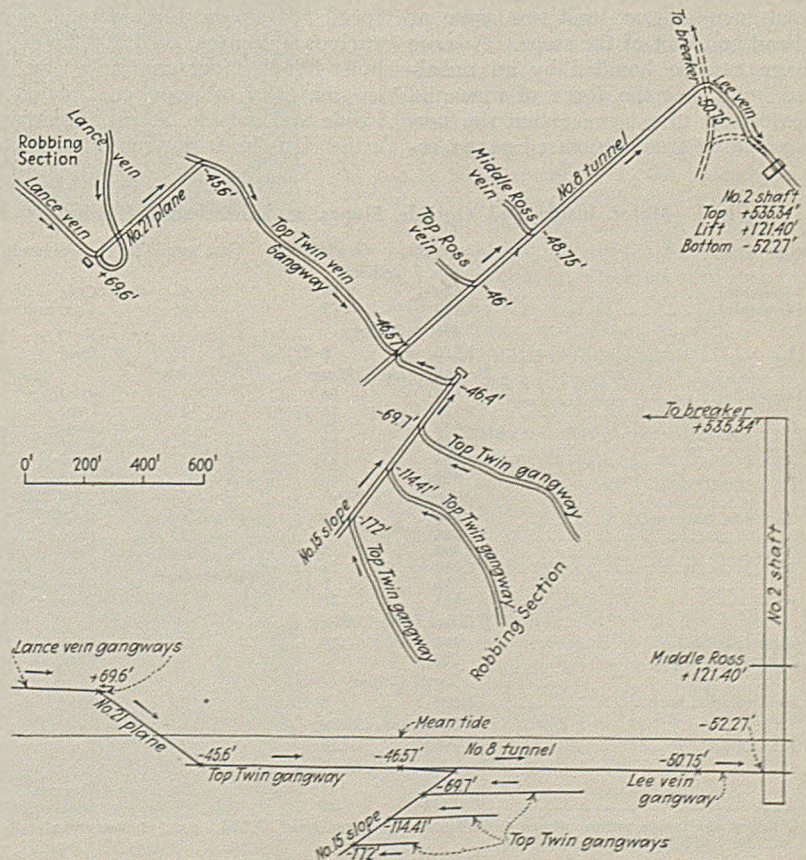 To breaker
Lee vein
-50.75'
Lance vein
Robbing
Section
Lance vein
No.21 plane
+69.6'
-45.6'
Top Twin vein
Gangway
Middle Ross
vein
No.8 tunnel
Top Ross
vein
-48.75'
-46'
-46.57'
No.2 shaft
Top +535.34'
Lift +121.40'
Bottom -52.27'
-46.4'
-69.7'
Top Twin gangway
-114.41'
Top Twin gangway
No.15 slope
-172'
Top Twin gangway
Robbing Section
0' 200' 400' 600'
To breaker
+535.34'
No.2 shaft
Middle Ross
+121.40'
Lance vein gangways
+69.6'
No.21 plane
Mean tide
-52.27'
-45.6'
-46.57'
No.8 tunnel
-50.75'
Top Twin gangway
Lee vein
gangway
-69.7'
-114.41'
No.15 slope
-172'
Top Twin gangways